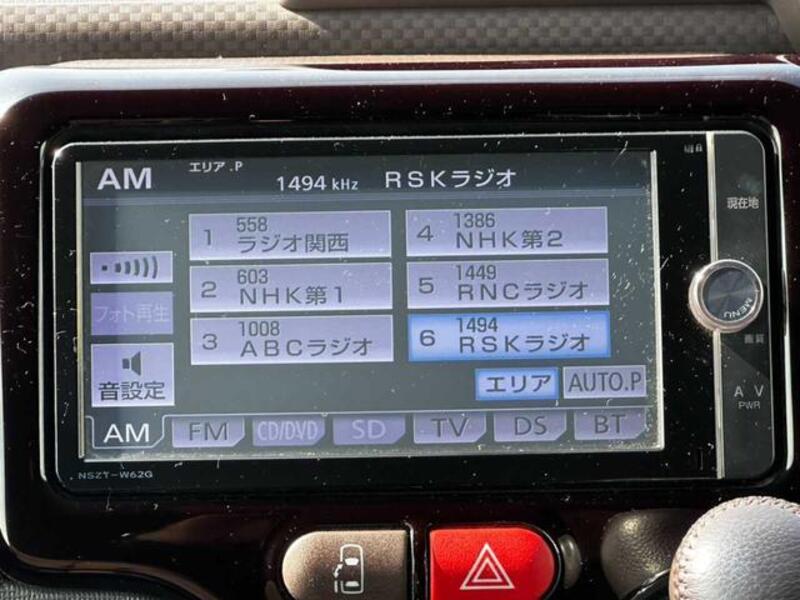 AM エリア.P 1494 kHz RSKラジオ
現在地
1 558 ラジオ関西
4 1386 NHK第2
2 603 NHK第1
5 1449 RNCラジオ
フォト再生
MENU
3 1008 ABCラジオ
6 1494 RSKラジオ
画質
音設定
エリア AUTO.P
∧ ∨
PWR
AM FM CD/DVD SD TV DS BT
NSZT-W62G